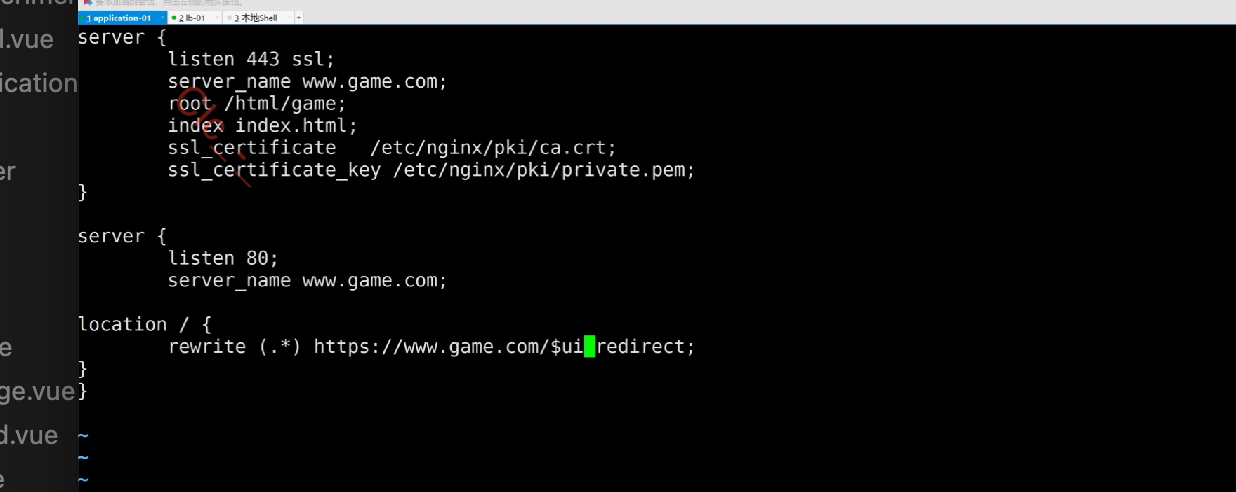 1 application-01 2 lb-01 3 本地Shell +
l.vue
ication
er
e
ge.vue
d.vue
e
server {
listen 443 ssl;
server_name www.game.com;
root /html/game;
index index.html;
ssl_certificate /etc/nginx/pki/ca.crt;
ssl_certificate_key /etc/nginx/pki/private.pem;
}
server {
listen 80;
server_name www.game.com;
location / {
rewrite (.*) https://www.game.com/$ui redirect;
}
}
~
~
~